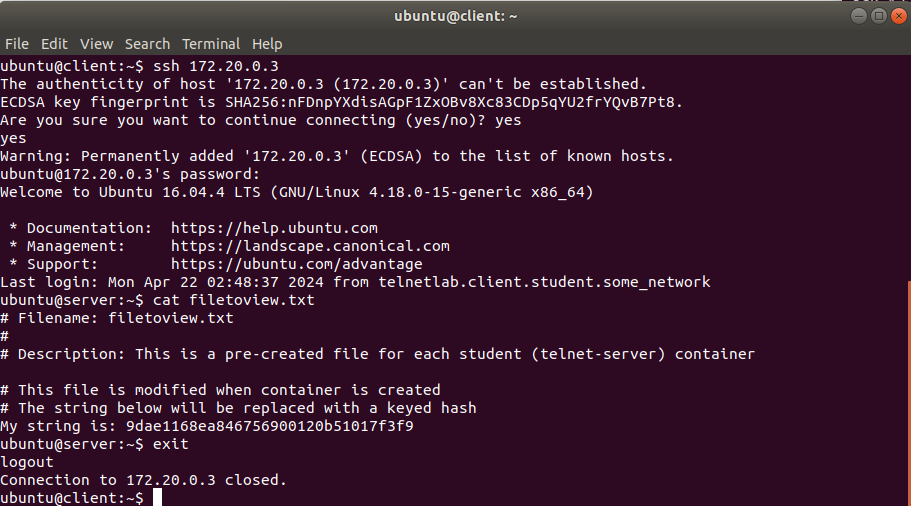 ubuntu@client: ~
File Edit View Search Terminal Help
ubuntu@client:~$ ssh 172.20.0.3
The authenticity of host '172.20.0.3 (172.20.0.3)' can't be established.
ECDSA key fingerprint is SHA256:nFDnpYXdisAGpF1ZxOBv8Xc83CDp5qYU2frYQvB7Pt8.
Are you sure you want to continue connecting (yes/no)? yes
yes
Warning: Permanently added '172.20.0.3' (ECDSA) to the list of known hosts.
ubuntu@172.20.0.3's password:
Welcome to Ubuntu 16.04.4 LTS (GNU/Linux 4.18.0-15-generic x86_64)

 * Documentation:  https://help.ubuntu.com
 * Management:     https://landscape.canonical.com
 * Support:        https://ubuntu.com/advantage
Last login: Mon Apr 22 02:48:37 2024 from telnetlab.client.student.some_network
ubuntu@server:~$ cat filetoview.txt
# Filename: filetoview.txt
#
# Description: This is a pre-created file for each student (telnet-server) container

# This file is modified when container is created
# The string below will be replaced with a keyed hash
My string is: 9dae1168ea846756900120b51017f3f9
ubuntu@server:~$ exit
logout
Connection to 172.20.0.3 closed.
ubuntu@client:~$